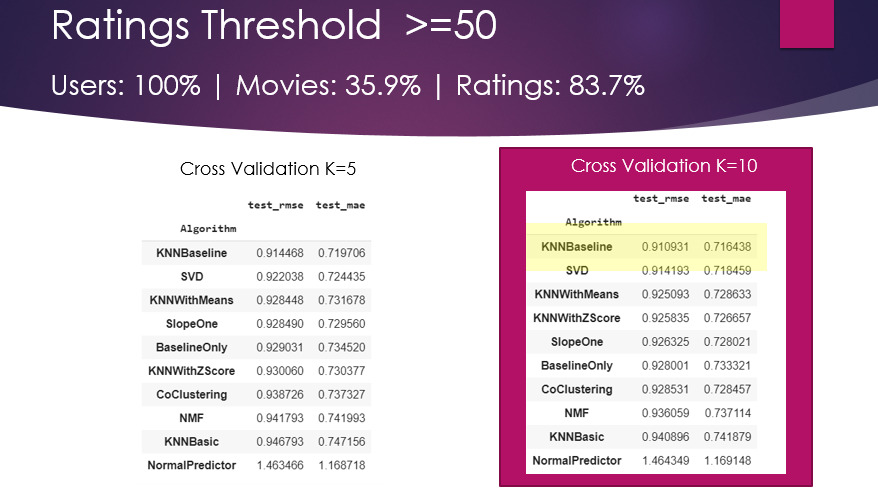 Ratings Threshold >=50
Users: 100% | Movies: 35.9% | Ratings: 83.7%
Cross Validation K=5
test_rmse test_mae
Algorithm
KNNBaseline 0.914468 0.719706
SVD 0.922038 0.724435
KNNWithMeans 0.928448 0.731678
SlopeOne 0.928490 0.729560
BaselineOnly 0.929031 0.734520
KNNWithZScore 0.930060 0.730377
CoClustering 0.938726 0.737327
NMF 0.941793 0.741993
KNNBasic 0.946793 0.747156
NormalPredictor 1.463466 1.168718
Cross Validation K=10
test_rmse test_mae
Algorithm
KNNBaseline 0.910931 0.716438
SVD 0.914193 0.718459
KNNWithMeans 0.925093 0.728633
KNNWithZScore 0.925835 0.726657
SlopeOne 0.926325 0.728021
BaselineOnly 0.928001 0.733321
CoClustering 0.928531 0.728457
NMF 0.936059 0.737114
KNNBasic 0.940896 0.741879
NormalPredictor 1.464349 1.169148